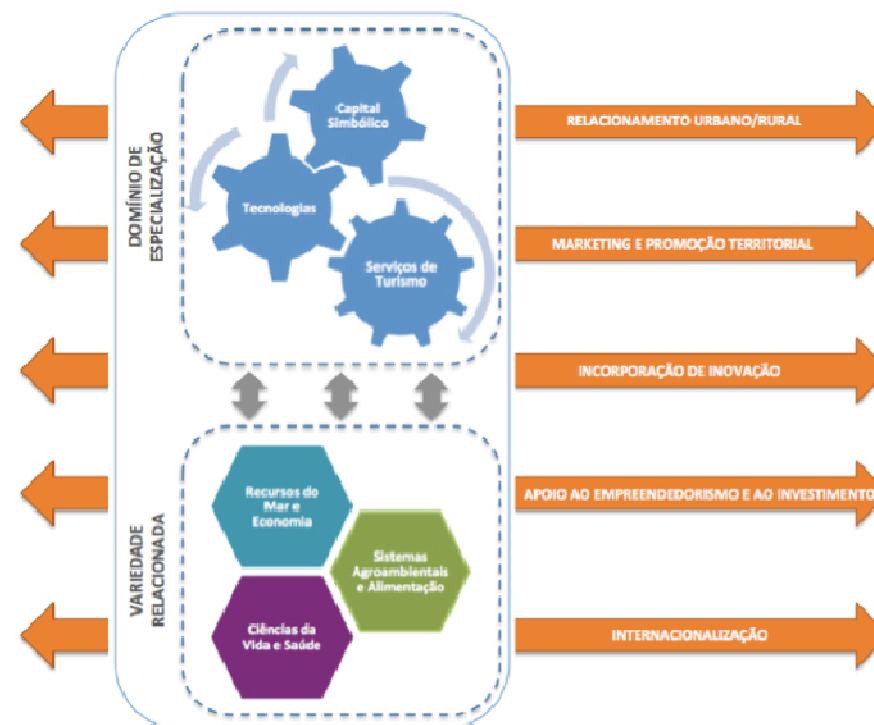 DOMÍNIO DE
ESPECIALIZAÇÃO
Capital
Simbólico
Tecnologias
Serviços de
Turismo
VARIEDADE
RELACIONADA
Recursos do
Mar e
Economia
Sistemas
Agroambientais
e Alimentação
Ciências da
Vida e Saúde
RELACIONAMENTO URBANO/RURAL
MARKETING E PROMOÇÃO TERRITORIAL
INCORPORAÇÃO DE INOVAÇÃO
APOIO AO EMPREENDEDORISMO E AO INVESTIMENTO
INTERNACIONALIZAÇÃO